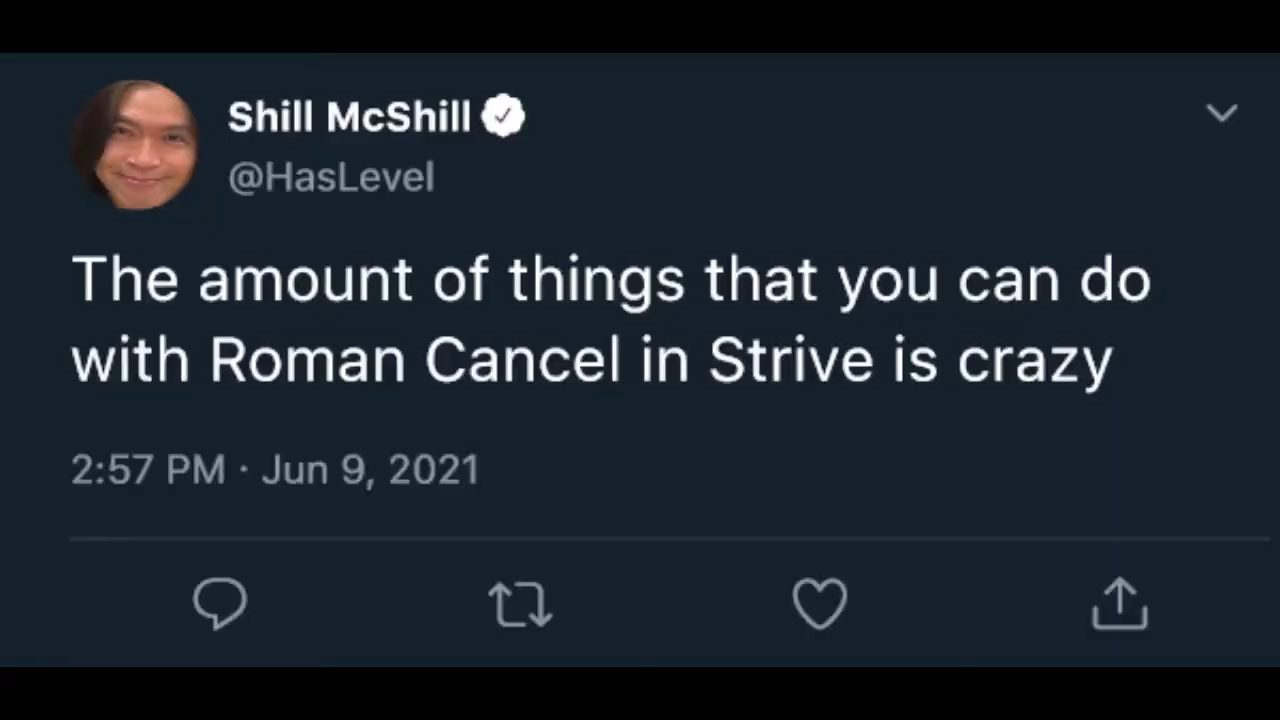 Shill McShill
@HasLevel
The amount of things that you can do
with Roman Cancel in Strive is crazy
2:57 PM · Jun 9, 2021